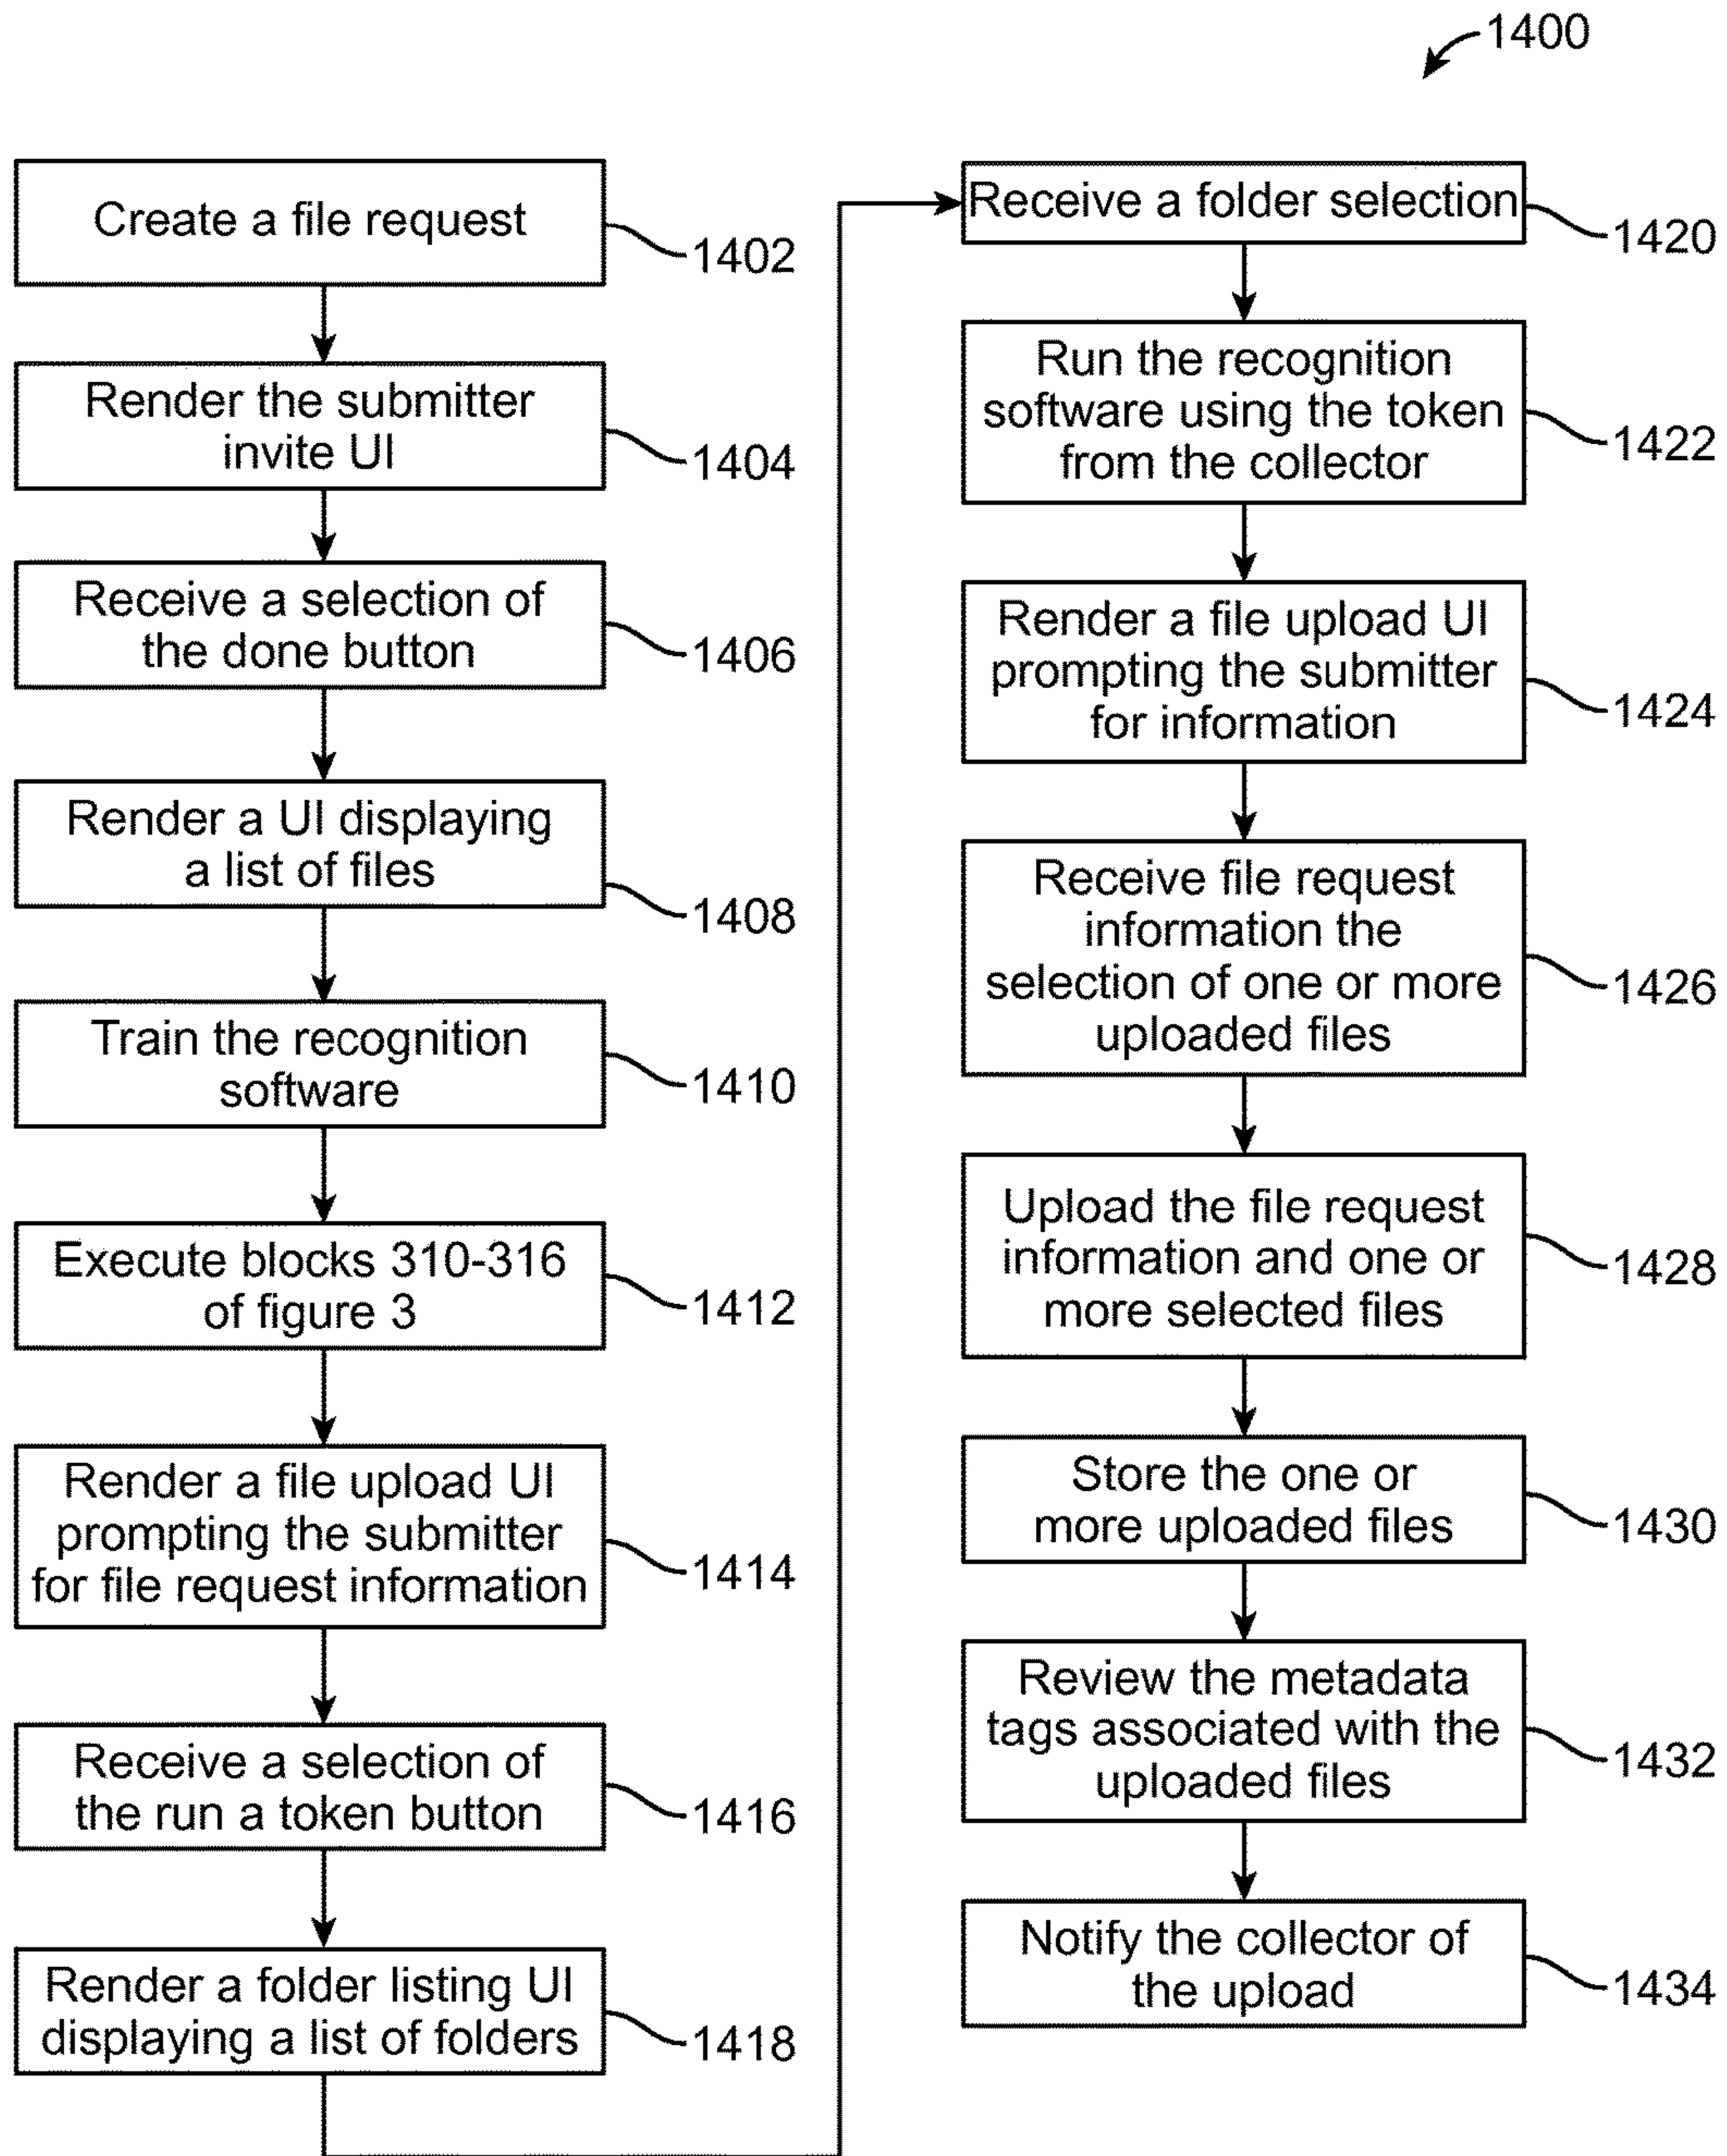 1400
Create a file request
1402
Render the submitter
invite UI
1404
Receive a selection of
the done button
1406
Render a UI displaying
a list of files
1408
Train the recognition
software
1410
Execute blocks 310-316
of figure 3
1412
Render a file upload UI
prompting the submitter
for file request information
1414
Receive a selection of
the run a token button
1416
Render a folder listing UI
displaying a list of folders
1418
Receive a folder selection
1420
Run the recognition
software using the token
from the collector
1422
Render a file upload UI
prompting the submitter
for information
1424
Receive file request
information the
selection of one or more
uploaded files
1426
Upload the file request
information and one or
more selected files
1428
Store the one or
more uploaded files
1430
Review the metadata
tags associated with the
uploaded files
1432
Notify the collector of
the upload
1434